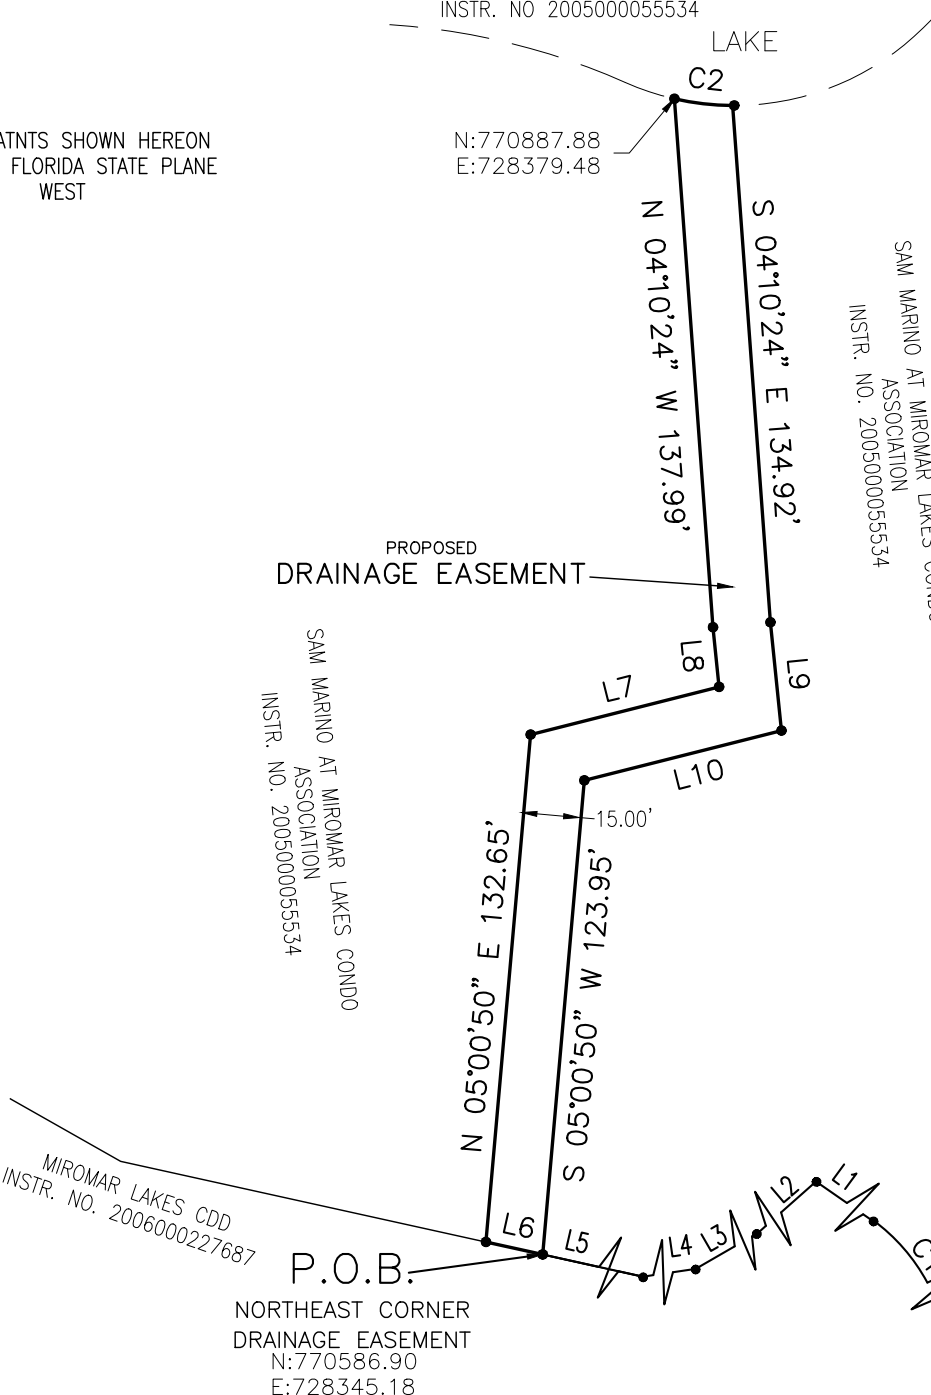 INSTR. NO 2005000055534
LAKE
C2
ATNTS SHOWN HEREON
FLORIDA STATE PLANE
WEST
N:770887.88
E:728379.48
N 04°10'24" W 137.99'
S 04°10'24" E 134.92'
SAM MARINO AT MIROMAR LAKES CONDO
ASSOCIATION
INSTR. NO. 2005000055534
PROPOSED
DRAINAGE EASEMENT
L8
L9
L7
L10
SAM MARINO AT MIROMAR LAKES CONDO
ASSOCIATION
INSTR. NO. 2005000055534
15.00'
N 05°00'50" E 132.65'
S 05°00'50" W 123.95'
MIROMAR LAKES CDD
INSTR. NO. 2006000227687
L6
L5
L4
L3
L2
L1
C1
P.O.B.
NORTHEAST CORNER
DRAINAGE EASEMENT
N:770586.90
E:728345.18